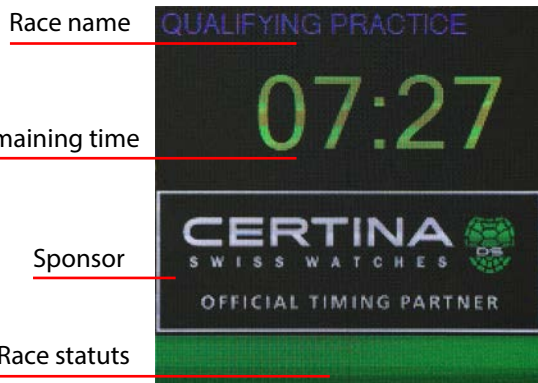 Race name
QUALIFYING PRACTICE
07:27
maining time
CERTINA
DS
SWISS WATCHES
Sponsor
OFFICIAL TIMING PARTNER
Race statuts